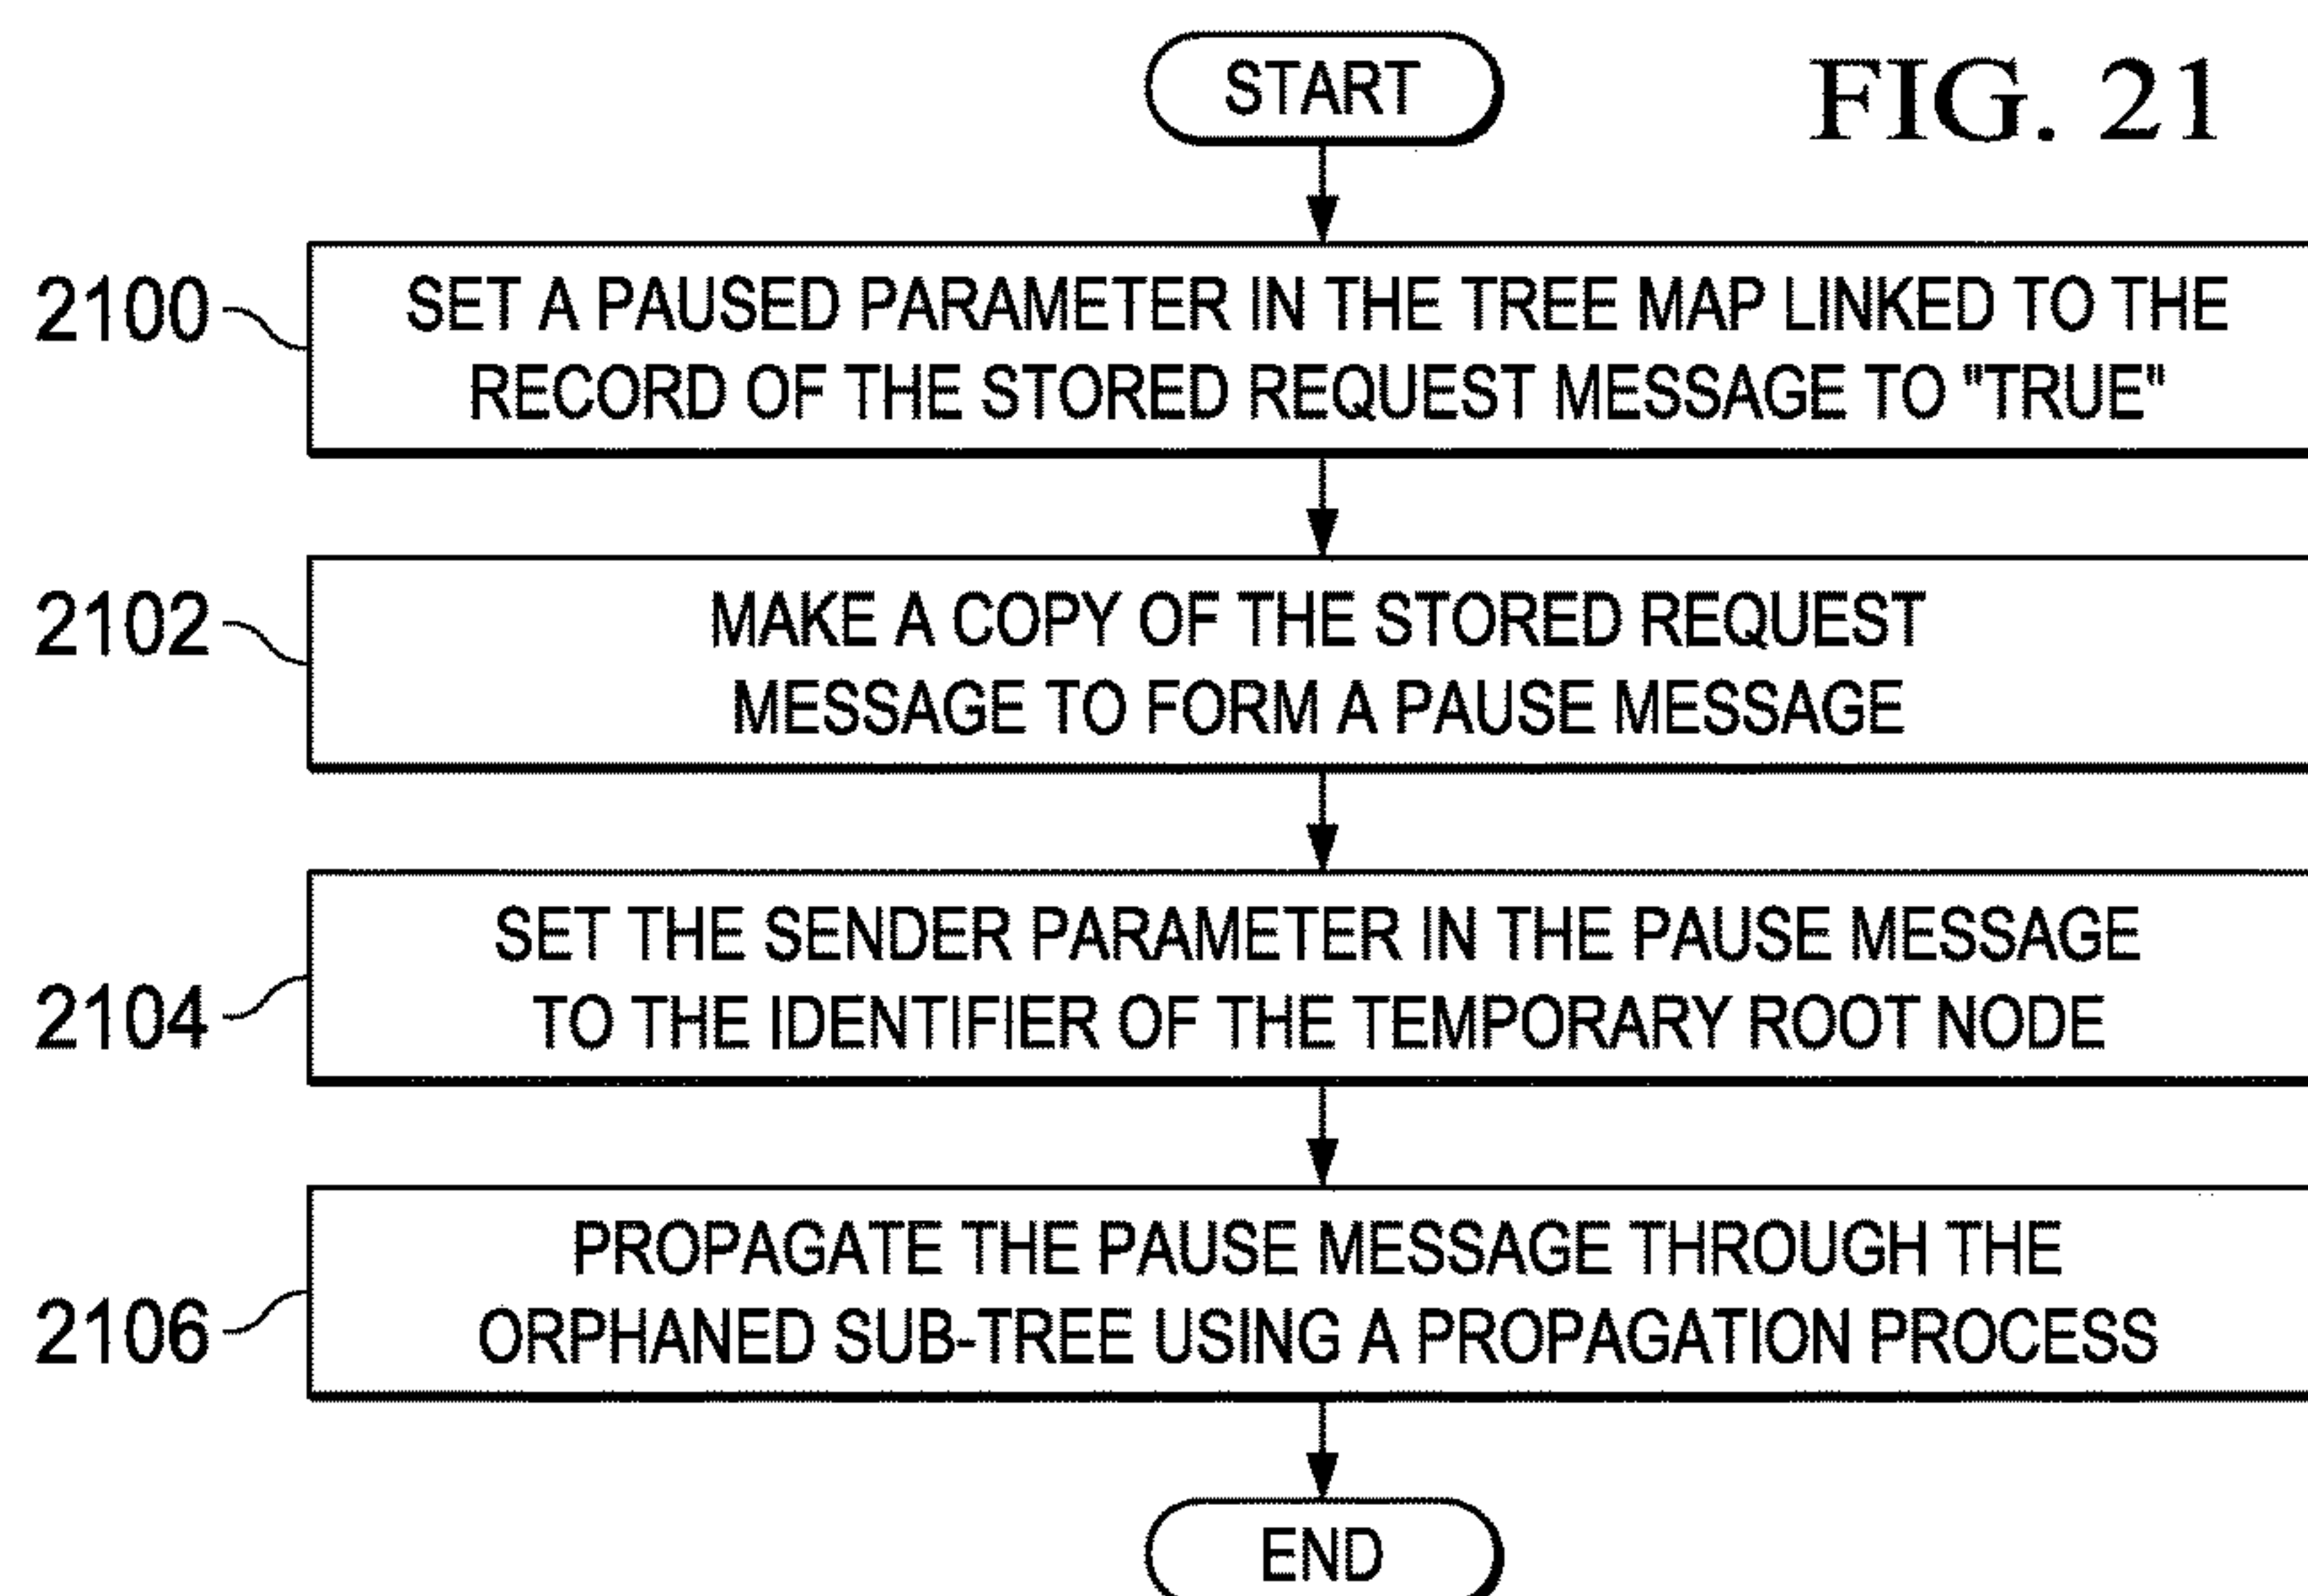 START
FIG. 21
2100
SET A PAUSED PARAMETER IN THE TREE MAP LINKED TO THE
RECORD OF THE STORED REQUEST MESSAGE TO "TRUE"
2102
MAKE A COPY OF THE STORED REQUEST
MESSAGE TO FORM A PAUSE MESSAGE
2104
SET THE SENDER PARAMETER IN THE PAUSE MESSAGE
TO THE IDENTIFIER OF THE TEMPORARY ROOT NODE
2106
PROPAGATE THE PAUSE MESSAGE THROUGH THE
ORPHANED SUB-TREE USING A PROPAGATION PROCESS
END